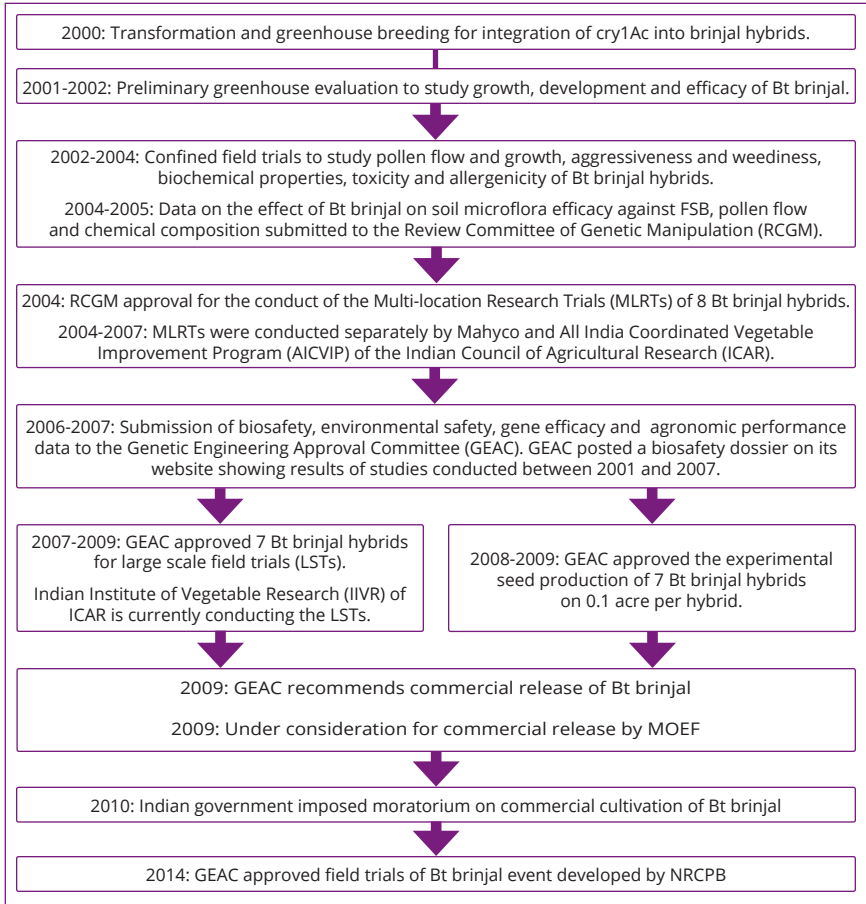 2000: Transformation and greenhouse breeding for integration of cry1Ac into brinjal hybrids.
2001-2002: Preliminary greenhouse evaluation to study growth, development and efficacy of Bt brinjal.
2002-2004: Confined field trials to study pollen flow and growth, aggressiveness and weediness,
biochemical properties, toxicity and allergenicity of Bt brinjal hybrids.
2004-2005: Data on the effect of Bt brinjal on soil microflora efficacy against FSB, pollen flow
and chemical composition submitted to the Review Committee of Genetic Manipulation (RCGM).
2004: RCGM approval for the conduct of the Multi-location Research Trials (MLRTs) of 8 Bt brinjal hybrids.
2004-2007: MLRTs were conducted separately by Mahyco and All India Coordinated Vegetable
Improvement Program (AICVIP) of the Indian Council of Agricultural Research (ICAR).
2006-2007: Submission of biosafety, environmental safety, gene efficacy and agronomic performance
data to the Genetic Engineering Approval Committee (GEAC). GEAC posted a biosafety dossier on its
website showing results of studies conducted between 2001 and 2007.
2007-2009: GEAC approved 7 Bt brinjal hybrids
for large scale field trials (LSTs).
Indian Institute of Vegetable Research (IIVR) of
ICAR is currently conducting the LSTs.
2008-2009: GEAC approved the experimental
seed production of 7 Bt brinjal hybrids
on 0.1 acre per hybrid.
2009: GEAC recommends commercial release of Bt brinjal
2009: Under consideration for commercial release by MOEF
2010: Indian government imposed moratorium on commercial cultivation of Bt brinjal
2014: GEAC approved field trials of Bt brinjal event developed by NRCPB